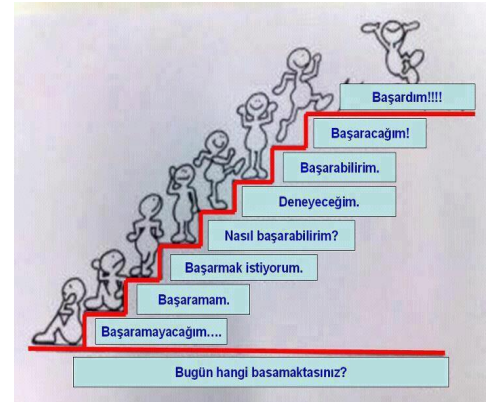 Başardım!!!!
Başaracağım!
Başarabilirim.
Deneyeceğim.
Nasıl başarabilirim?
Başarmak istiyorum.
Başaramam.
Başaramayacağım....
Bugün hangi basamaktasınız?